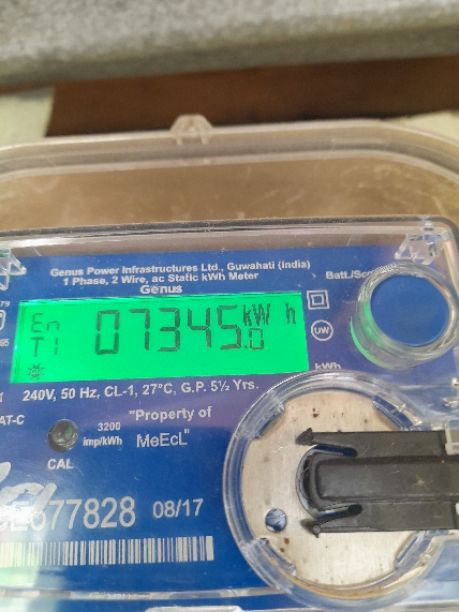 Genus Power Infrastructures Ltd., Guwahati (India)
1 Phase, 2 Wire, ac Static kWh Meter
Genus
En
T1
07345.0
kW h
UW
kWh
240V, 50 Hz, CL-1, 27°C, G.P. 5½ Yrs.
AT-C
3200
imp/kWh
CAL
"Property of
MeEcL"
677828
08/17